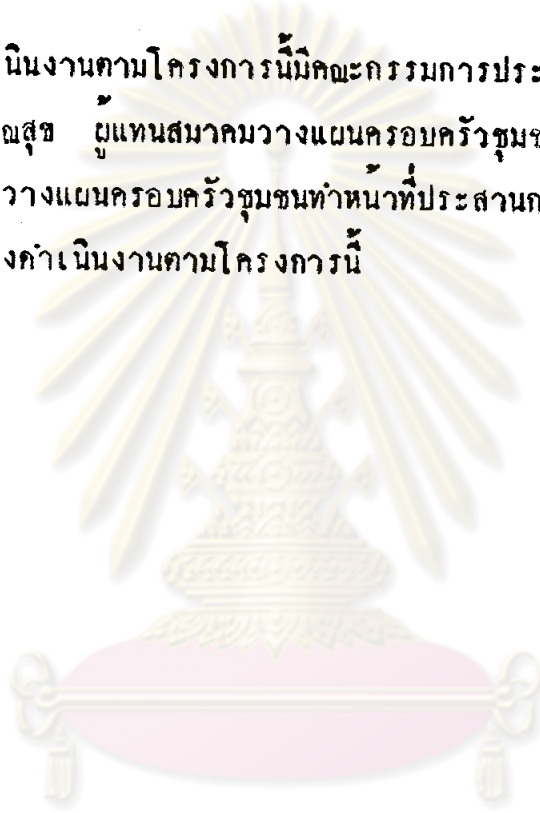 นินงานตามโครงการนี้มีคณะกรรมการประ
ณสุข ผู้แทนสมาคมวางแผนครอบครัวชุมช
วางแผนครอบครัวชุมชนทำหน้าที่ประสานก
งดำเนินงานตามโครงการนี้